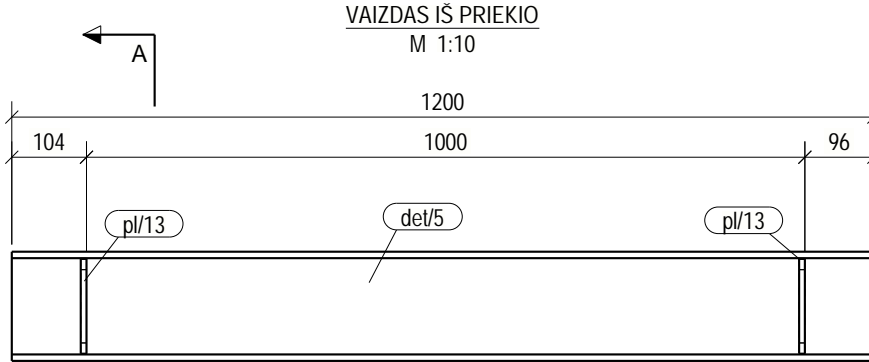 VAIZDAS IŠ PRIEKIO
M 1:10
A
1200
104 1000 96
pl/13 det/5 pl/13